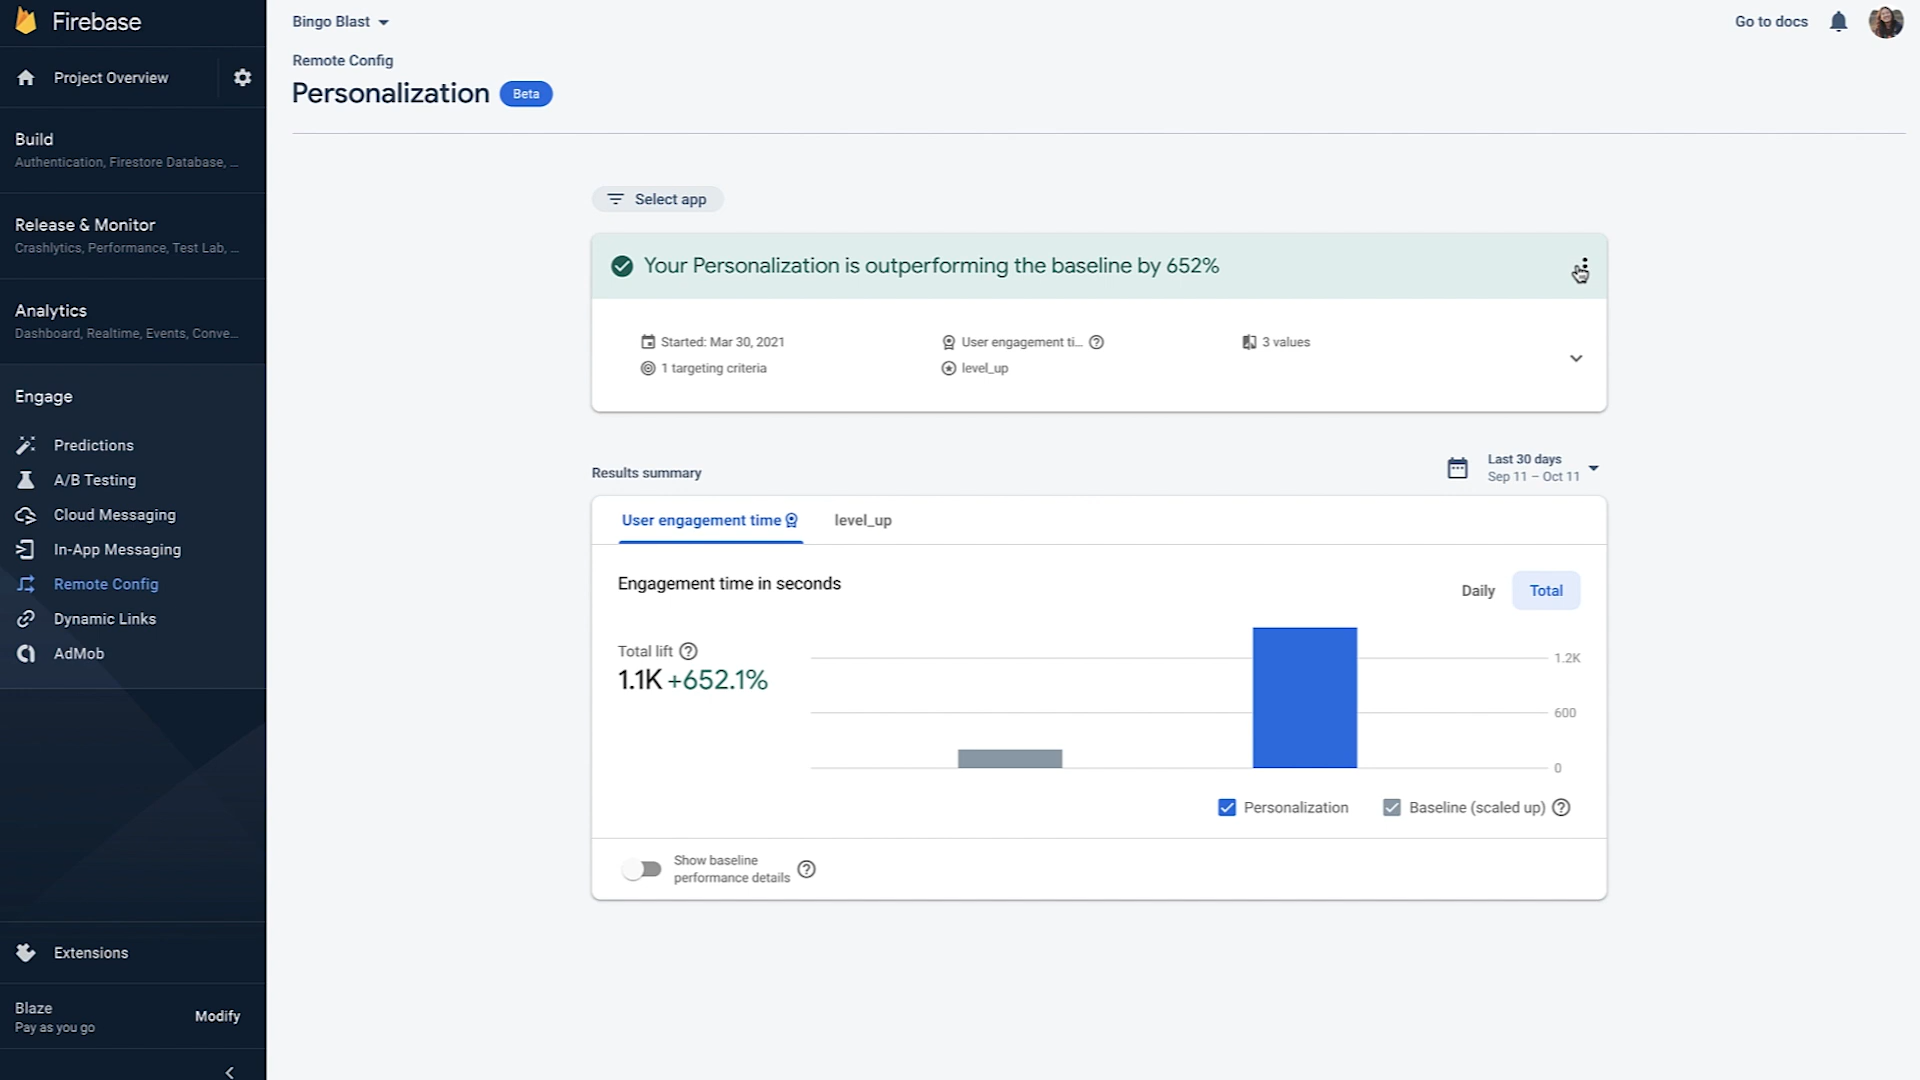 Firebase
Project Overview
Build
Authentication, Firestore Database, ...
Release & Monitor
Crashlytics, Performance, Test Lab, ...
Analytics
Dashboard, Realtime, Events, Conve...
Engage
Predictions
A/B Testing
Cloud Messaging
In-App Messaging
Remote Config
Dynamic Links
AdMob
Extensions
Blaze
Pay as you go
Modify
Bingo Blast
Go to docs
Remote Config
Personalization Beta
Select app
Your Personalization is outperforming the baseline by 652%
Started: Mar 30, 2021
1 targeting criteria
User engagement ti...
level_up
3 values
Results summary
Last 30 days
Sep 11 – Oct 11
User engagement time
level_up
Engagement time in seconds
Daily
Total
Total lift
1.1K +652.1%
1.2K
600
0
Personalization
Baseline (scaled up)
Show baseline
performance details